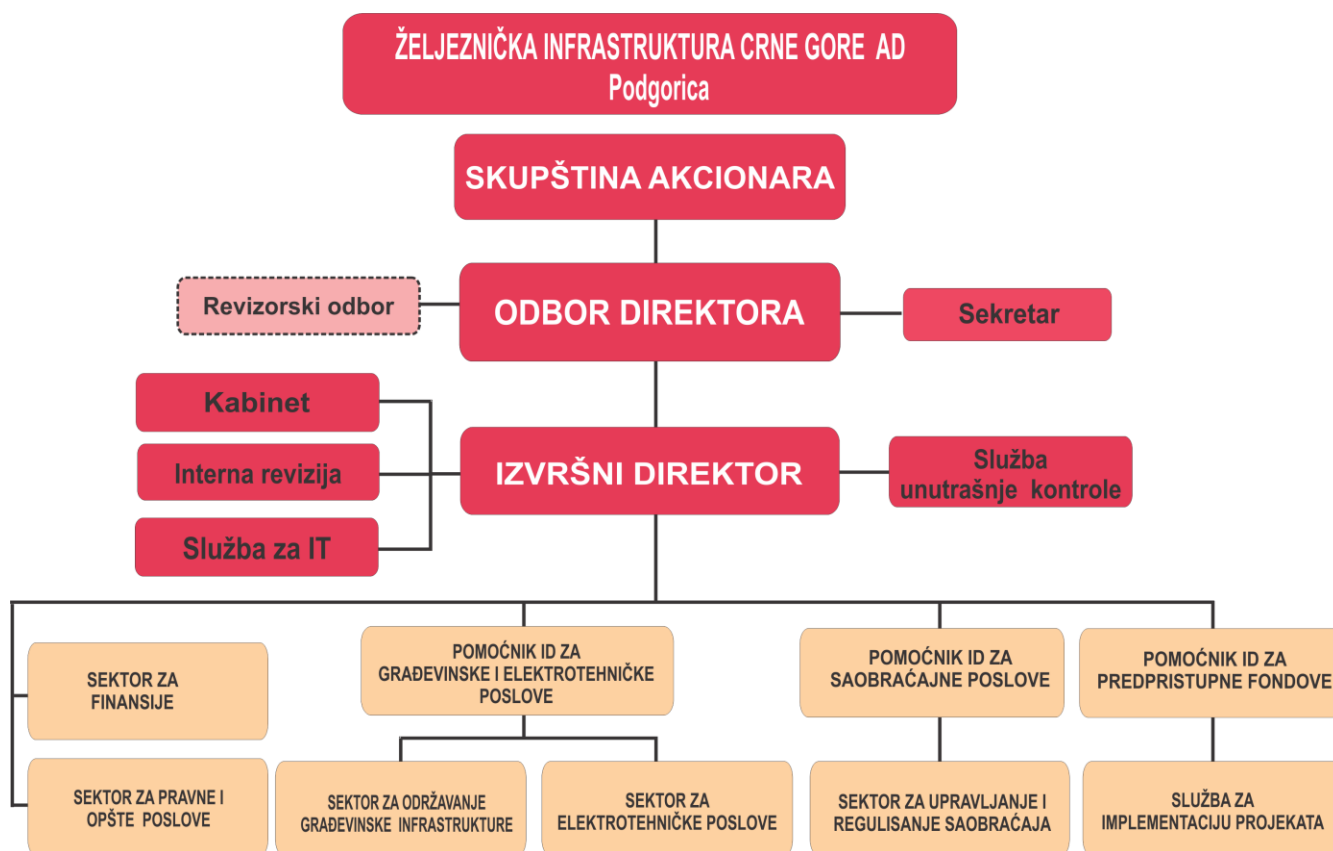 ŽELJEZNIČKA INFRASTRUKTURA CRNE GORE AD
Podgorica
SKUPŠTINA AKCIONARA
Revizorski odbor
ODBOR DIREKTORA
Sekretar
Kabinet
Interna revizija
Služba za IT
IZVRŠNI DIREKTOR
Služba
unutrašnje kontrole
SEKTOR ZA
FINANSIJE
POMOĆNIK ID ZA
GRAĐEVINSKE I ELEKTROTEHNIČKE
POSLOVE
POMOĆNIK ID ZA
SAOBRAĆAJNE POSLOVE
POMOĆNIK ID ZA
PREDPRISTUPNE FONDOVE
SEKTOR ZA PRAVNE I
OPŠTE POSLOVE
SEKTOR ZA ODRŽAVANJE
GRAĐEVINSKE INFRASTRUKTURE
SEKTOR ZA
ELEKTROTEHNIČKE POSLOVE
SEKTOR ZA UPRAVLJANJE I
REGULISANJE SAOBRAĆAJA
SLUŽBA ZA
IMPLEMENTACIJU PROJEKATA